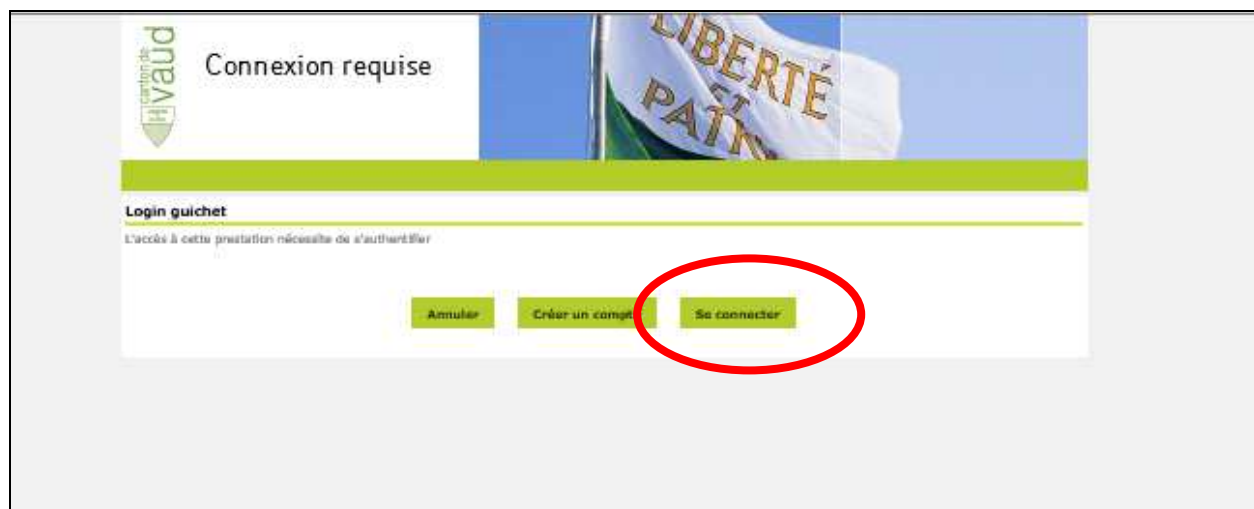 canton de
vaud
Connexion requise
LIBERTÉ
ET
PATR
Login guichet
L'accès à cette prestation nécessite de s'authentifier
Annuler
Créer un compte
Se connecter